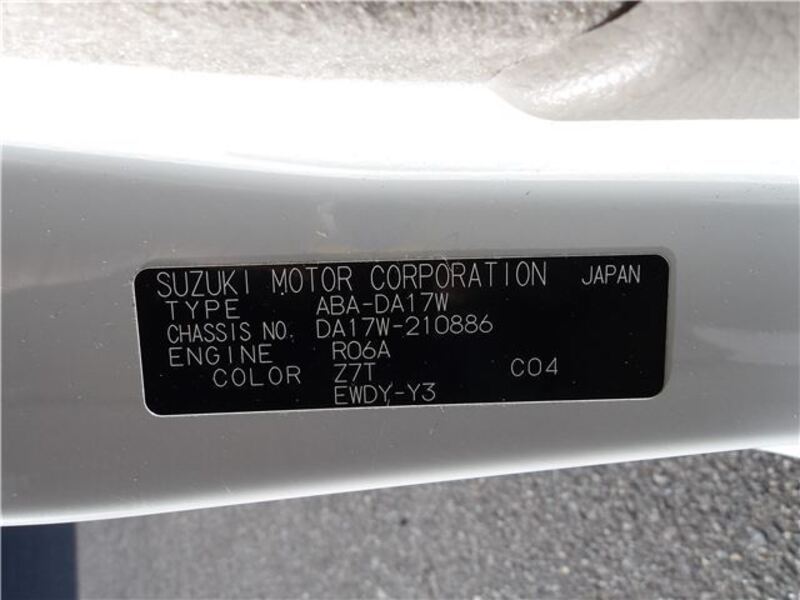 SUZUKI MOTOR CORPORATION JAPAN
TYPE ABA-DA17W
CHASSIS NO. DA17W-210886
ENGINE R06A
COLOR Z7T C04
EWDY-Y3